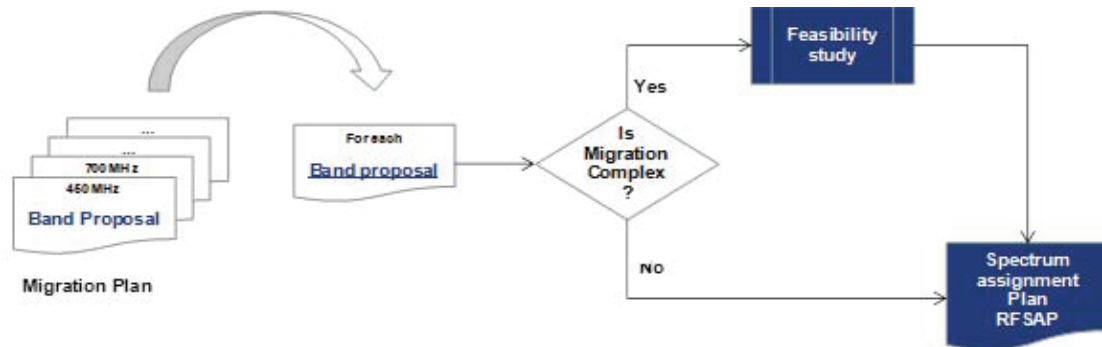 ...
...
700 MHz
450 MHz
Band Proposal
Migration Plan
For each
Band proposal
Is
Migration
Complex
?
Yes
No
Feasibility
study
Spectrum
assignment
Plan
RFSAP